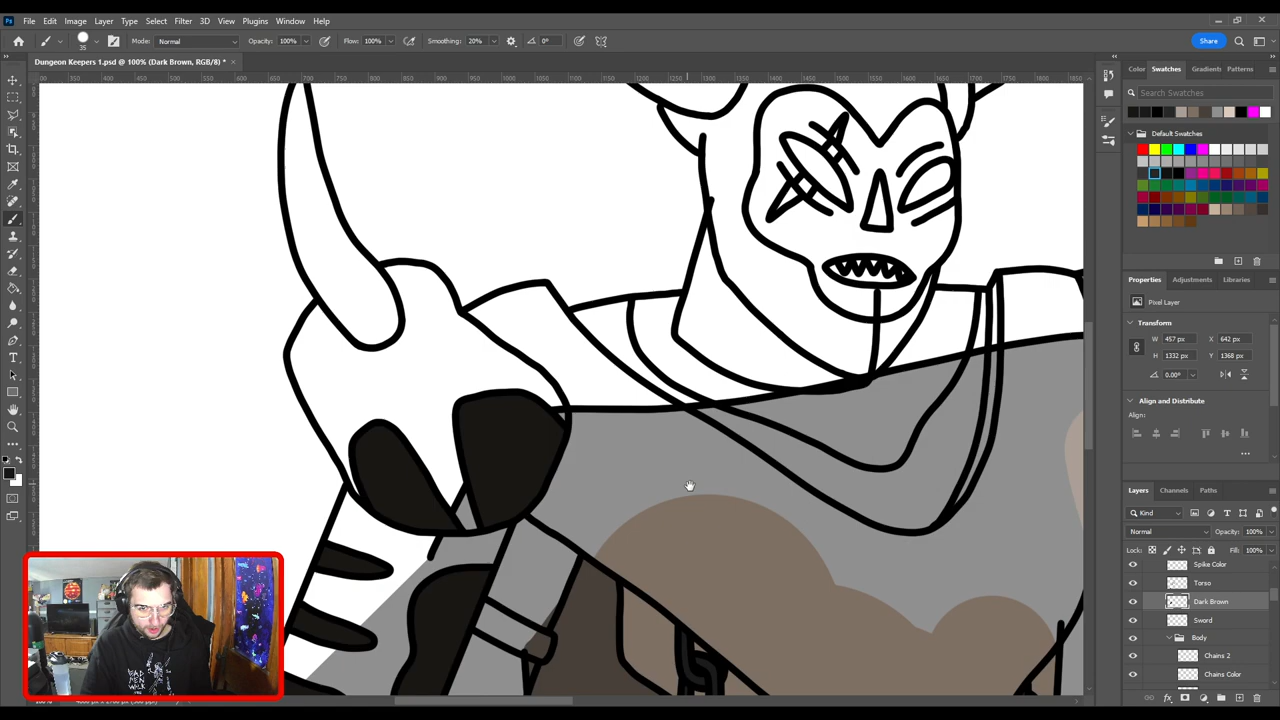 Ps File Edit Image Layer Type Select Filter 3D View Plugins Window Help
35 Mode: Normal Opacity: 100% Flow: 100% Smoothing: 20% 0° Share
Dungeon Keepers 1.psd @ 100% (Dark Brown, RGB/8) * ×
Color Swatches Gradients Patterns
Search Swatches
Default Swatches
Properties Adjustments Libraries
Pixel Layer
Transform
W 457 px X 642 px
H 1332 px Y 1368 px
0.00°
Align and Distribute
Align:
Layers Channels Paths
Kind
Normal Opacity: 100%
Lock: Fill: 100%
Spike Color
Torso
Dark Brown
Sword
Body
Chains 2
Chains Color